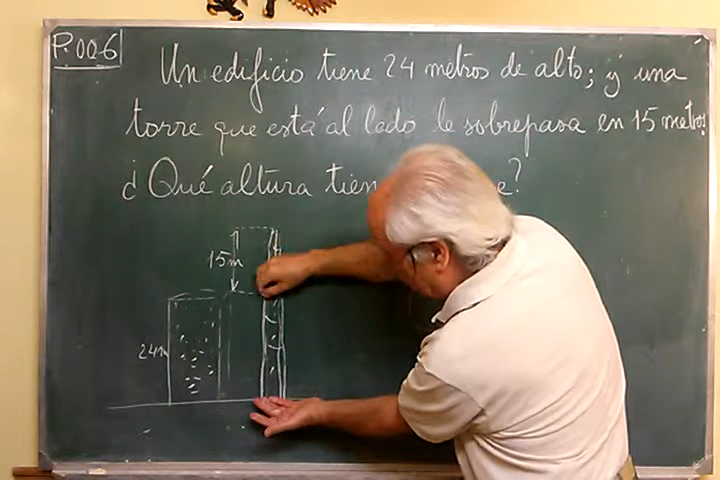 P.006
Un edificio tiene 24 metros de alto; y una
torre que está al lado le sobrepasa en 15 metros
¿Qué altura tien e?
15m
24m